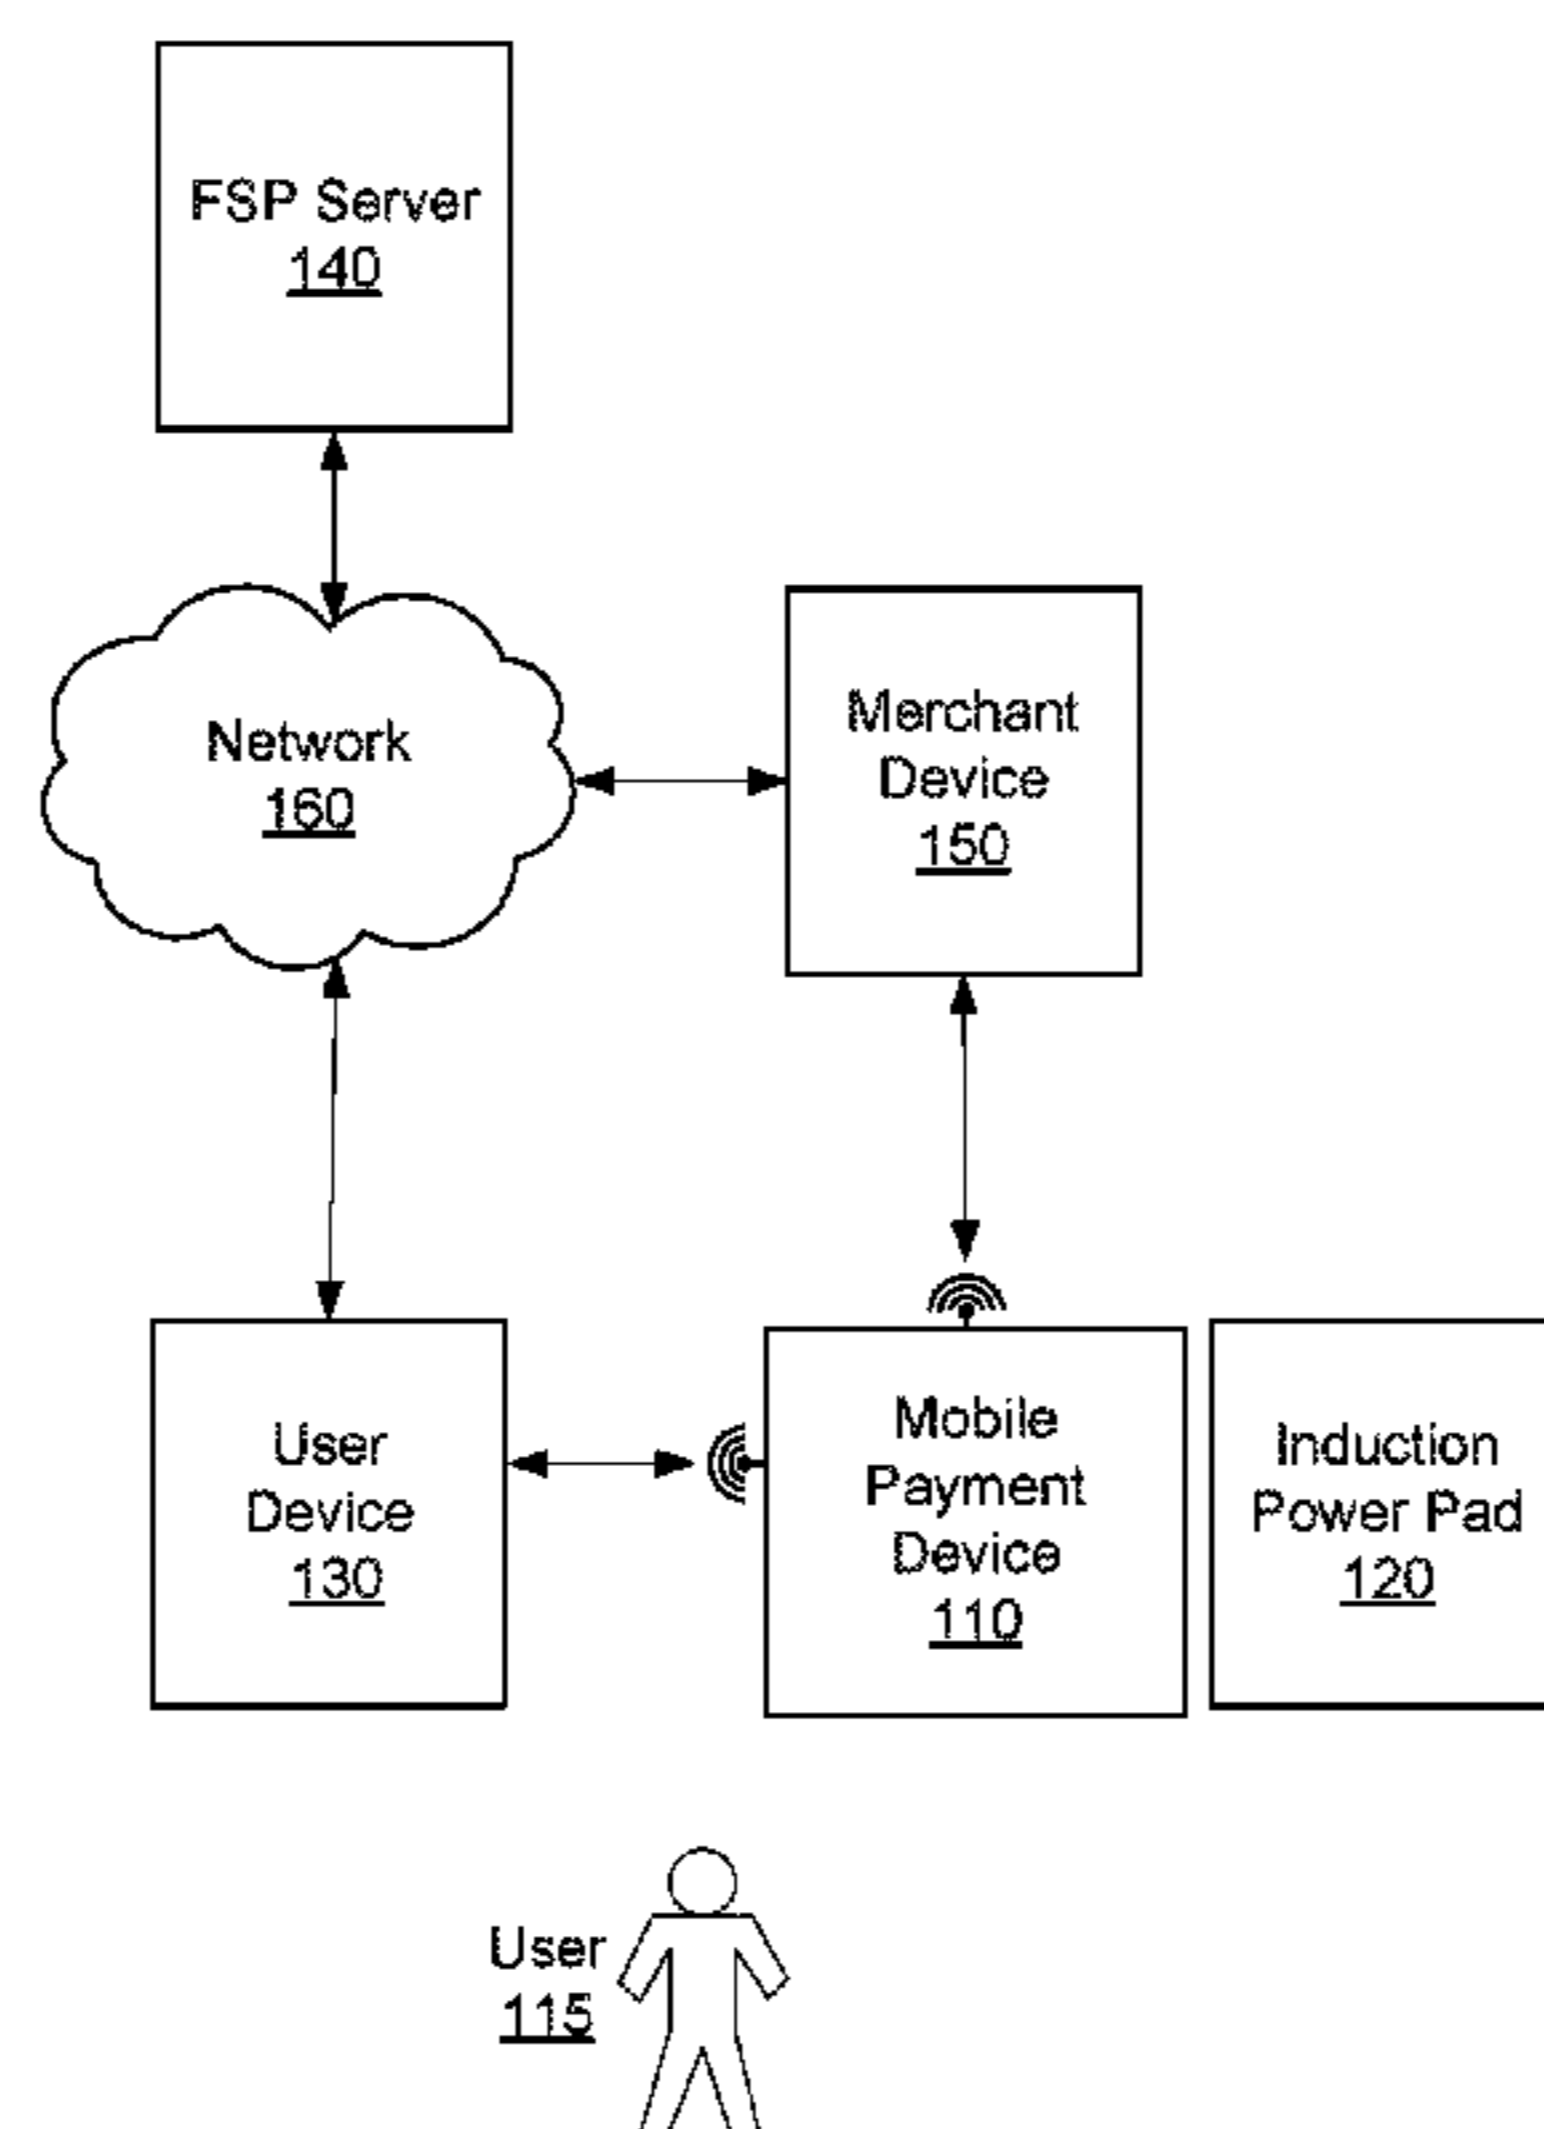 FSP Server
140
Network
160
Merchant
Device
150
User
Device
130
Mobile
Payment
Device
110
Induction
Power Pad
120
User
115